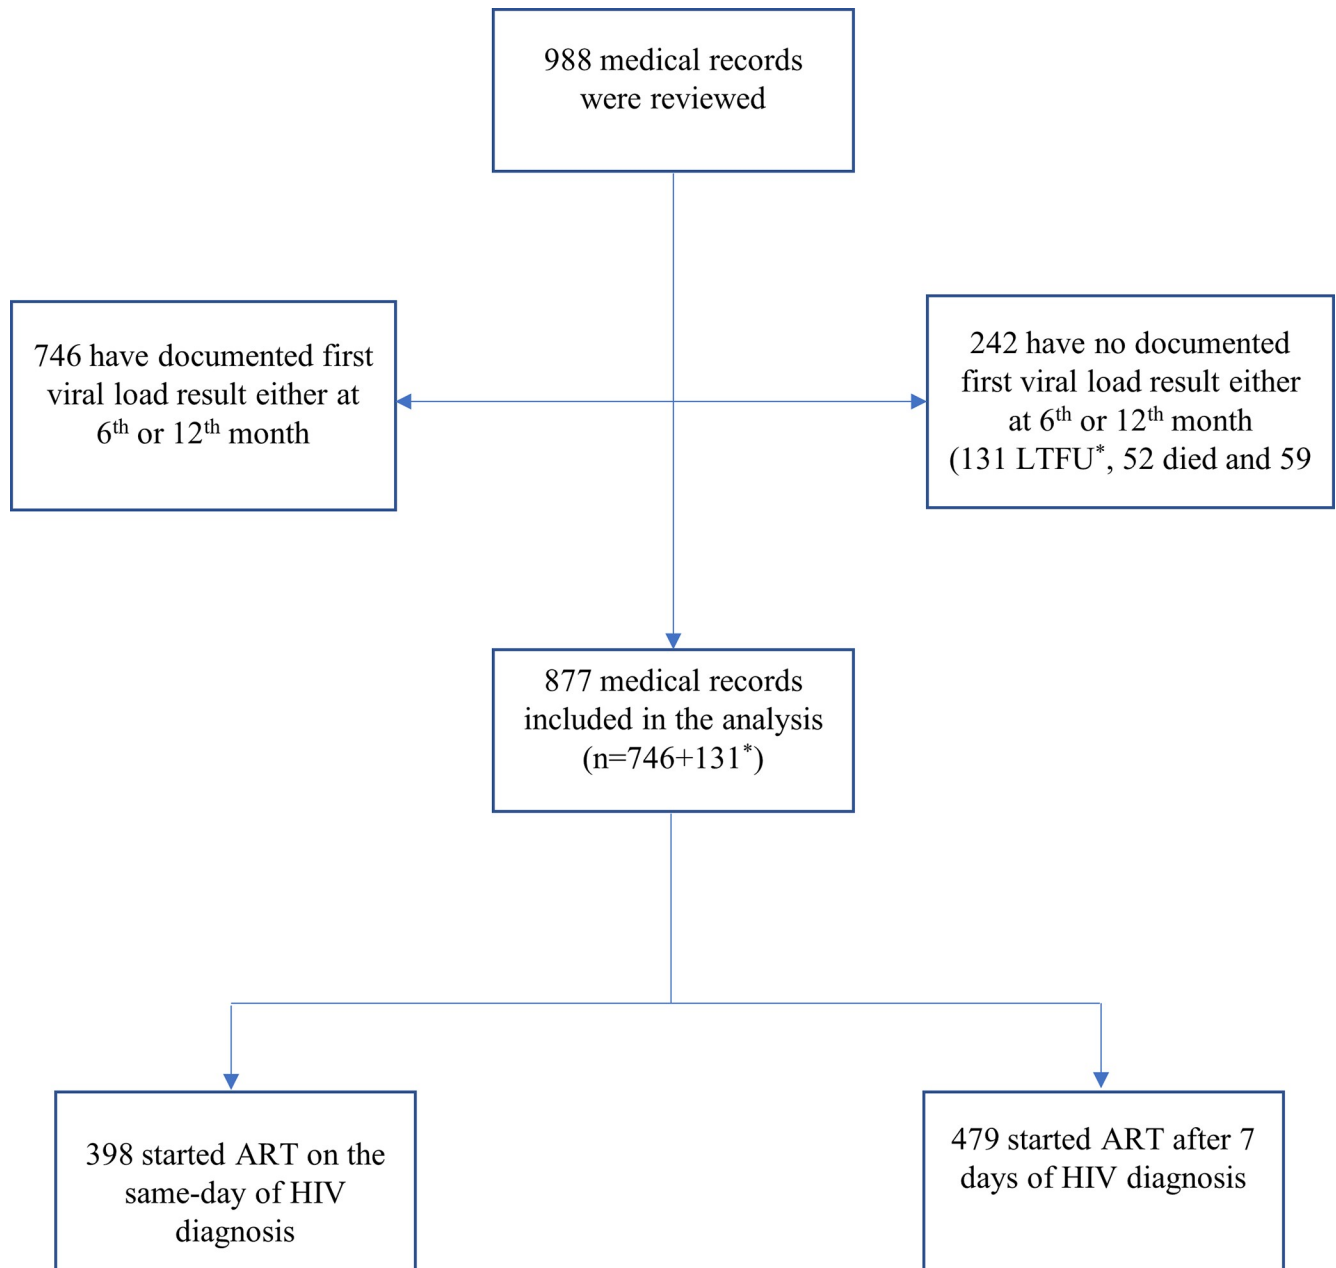 988 medical records
were reviewed
746 have documented first
viral load result either at
6th or 12th month
242 have no documented
first viral load result either
at 6th or 12th month
(131 LTFU*, 52 died and 59
877 medical records
included in the analysis
(n=746+131*)
398 started ART on the
same-day of HIV
diagnosis
479 started ART after 7
days of HIV diagnosis